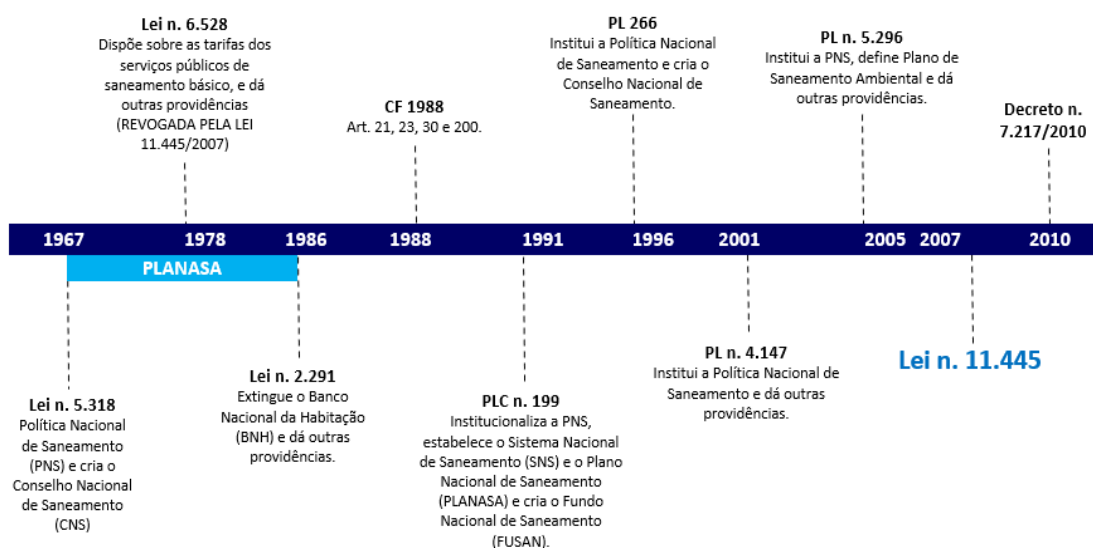 Lei n. 6.528
Dispõe sobre as tarifas dos
serviços públicos de
saneamento básico, e dá
outras providências
(REVOGADA PELA LEI
11.445/2007)
CF 1988
Art. 21, 23, 30 e 200.
PL 266
Institui a Política Nacional
de Saneamento e cria o
Conselho Nacional de
Saneamento.
PL n. 5.296
Institui a PNS, define Plano de
Saneamento Ambiental e dá
outras providências.
Decreto n.
7.217/2010
1967 1978 1986 1988 1991 1996 2001 2005 2007 2010
PLANASA
Lei n. 5.318
Política Nacional
de Saneamento
(PNS) e cria o
Conselho Nacional
de Saneamento
(CNS)
Lei n. 2.291
Extingue o Banco
Nacional da Habitação
(BNH) e dá outras
providências.
PLC n. 199
Institucionaliza a PNS,
estabelece o Sistema Nacional
de Saneamento (SNS) e o Plano
Nacional de Saneamento
(PLANASA) e cria o Fundo
Nacional de Saneamento
(FUSAN).
PL n. 4.147
Institui a Política Nacional de
Saneamento e dá outras
providências.
Lei n. 11.445